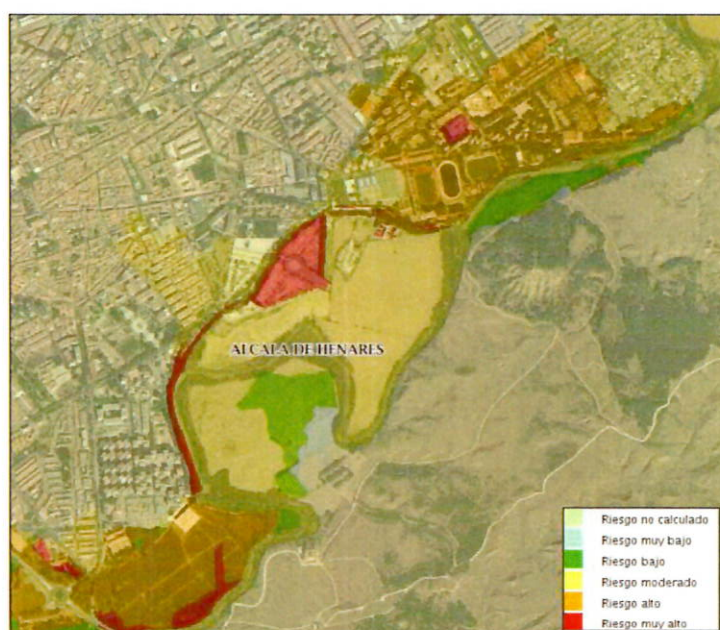 ALCALA DE HENARES
Riesgo no calculado
Riesgo muy bajo
Riesgo bajo
Riesgo moderado
Riesgo alto
Riesgo muy alto